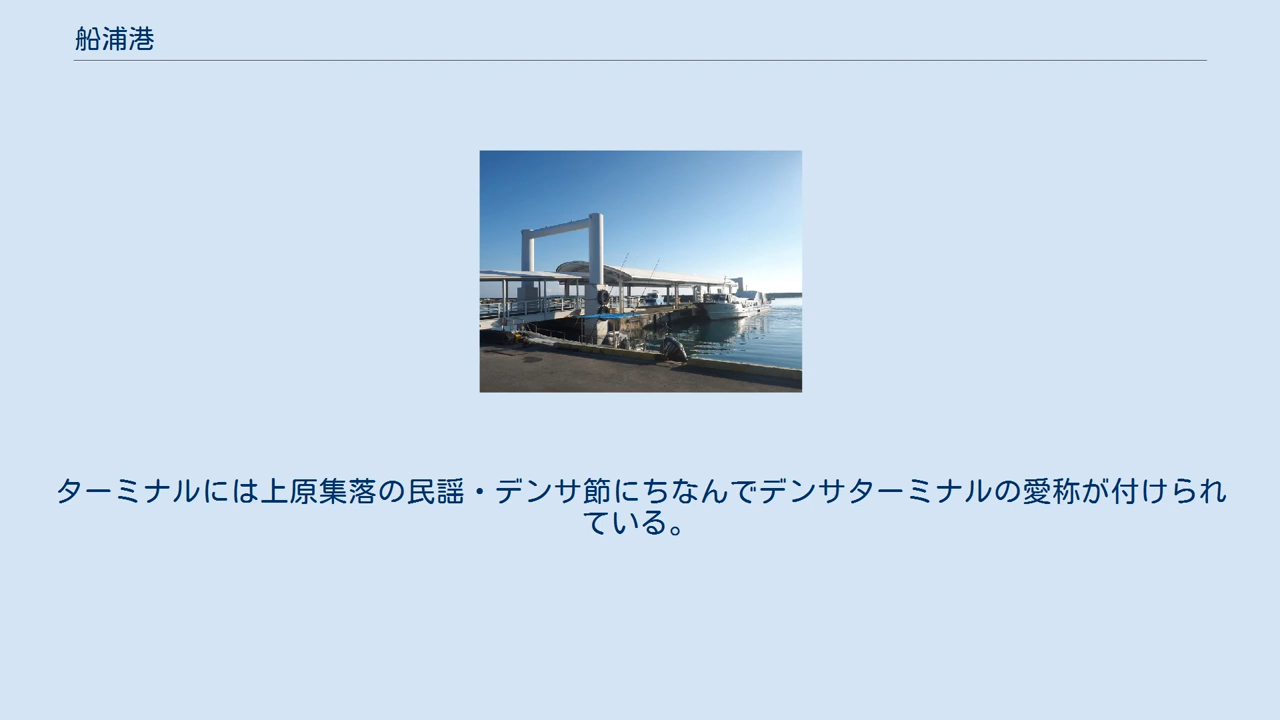 船浦港
ターミナルには上原集落の民謡・デンサ節にちなんでデンサターミナルの愛称が付けられ
ている。